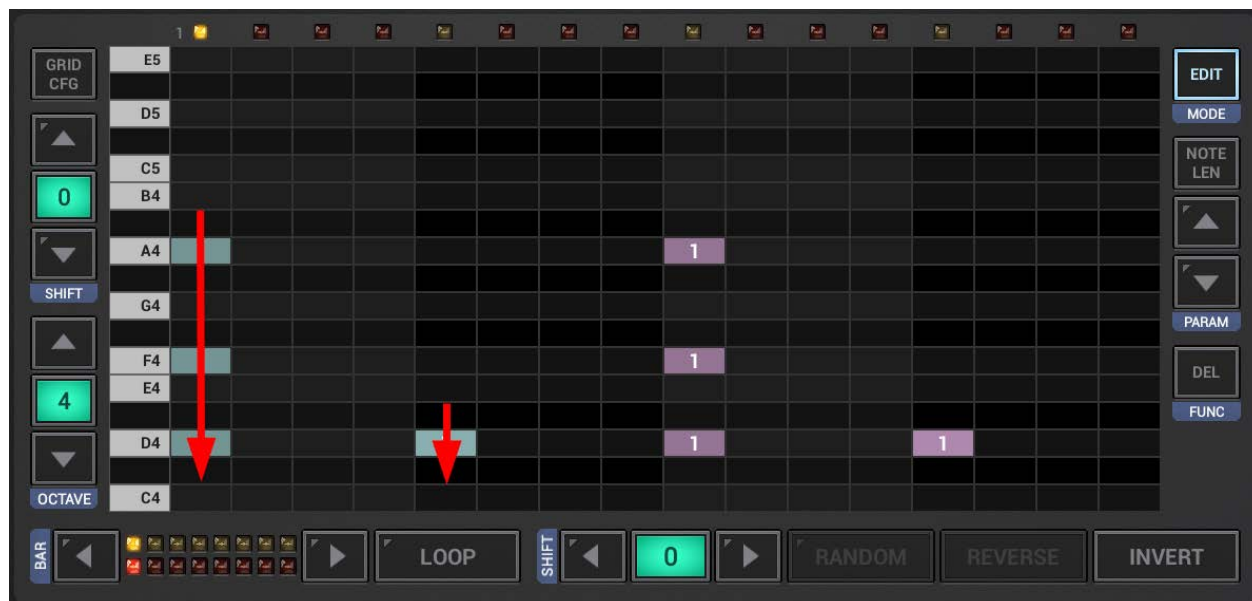 1
GRID
CFG
E5
EDIT
D5
MODE
NOTE
LEN
C5
0
B4
A4
1
SHIFT
G4
PARAM
F4
1
DEL
E4
4
FUNC
D4
1
1
OCTAVE
C4
BAR
LOOP
SHIFT
0
RANDOM
REVERSE
INVERT